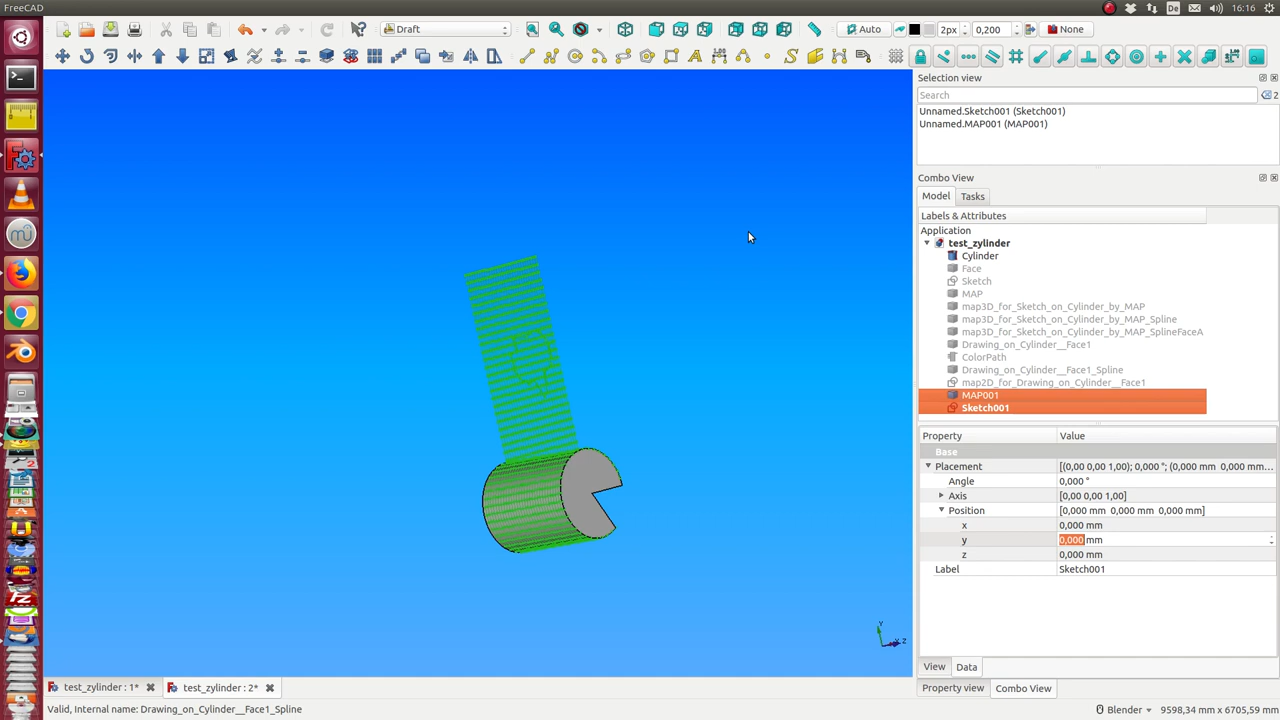 FreeCAD
De
16:16
Draft
Auto
2px
0,200
None
Selection view
Search
2
Unnamed.Sketch001 (Sketch001)
Unnamed.MAP001 (MAP001)
Combo View
Model
Tasks
Labels & Attributes
Application
test_zylinder
Cylinder
Face
Sketch
MAP
map3D_for_Sketch_on_Cylinder_by_MAP
map3D_for_Sketch_on_Cylinder_by_MAP_Spline
map3D_for_Sketch_on_Cylinder_by_MAP_SplineFaceA
Drawing_on_Cylinder__Face1
ColorPath
Drawing_on_Cylinder__Face1_Spline
map2D_for_Drawing_on_Cylinder__Face1
MAP001
Sketch001
Property Value
Base
Placement [(0,00 0,00 1,00); 0,000 °; (0,000 mm 0,000 mm...
Angle 0,000 °
Axis [0,00 0,00 1,00]
Position [0,000 mm 0,000 mm 0,000 mm]
x 0,000 mm
y 0,000 mm
z 0,000 mm
Label Sketch001
Y
Z
View
Data
test_zylinder : 1*
test_zylinder : 2*
Property view
Combo View
Valid, Internal name: Drawing_on_Cylinder__Face1_Spline
Blender
9598,34 mm x 6705,59 mm